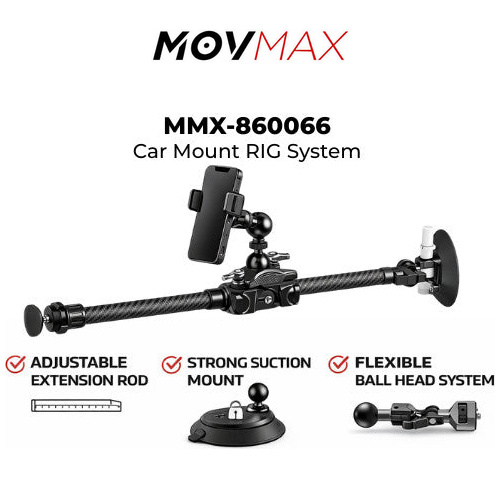 MOVMAX
MMX-860066
Car Mount RIG System
ADJUSTABLE
EXTENSION ROD
STRONG SUCTION
MOUNT
FLEXIBLE
BALL HEAD SYSTEM